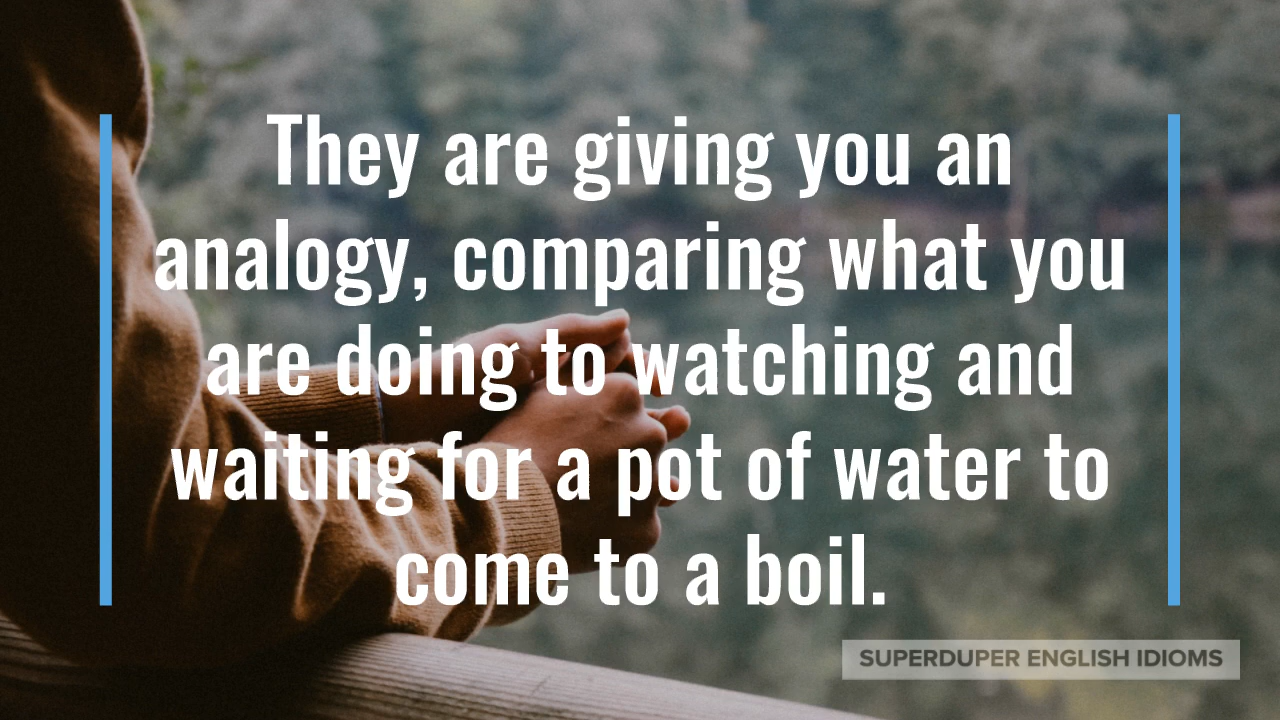 They are giving you an
analogy, comparing what you
are doing to watching and
waiting for a pot of water to
come to a boil.
SUPERDUPER ENGLISH IDIOMS